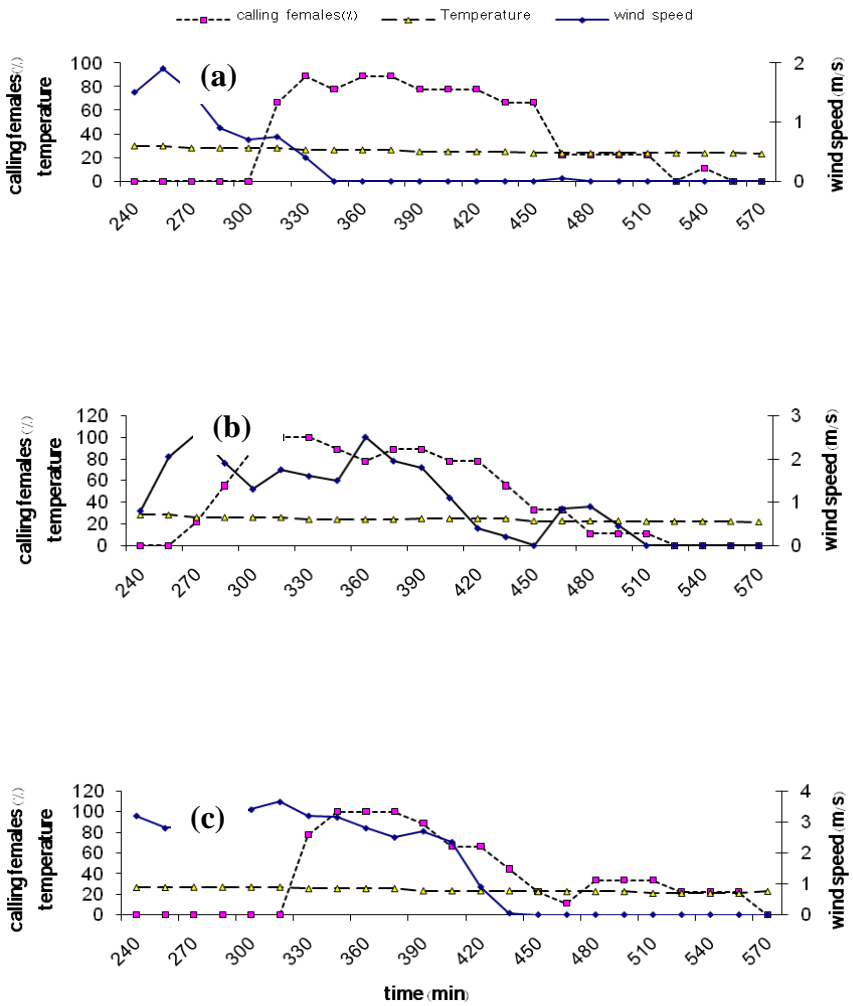 calling females(%) Temperature wind speed
(a)
calling females(%)
temperature
100
80
60
40
20
0
2
1
0
wind speed (m/s)
240 270 300 330 360 390 420 450 480 510 540 570
(b)
calling females (%)
temperature
120
100
80
60
40
20
0
3
2
1
0
wind speed (m/s)
240 270 300 330 360 390 420 450 480 510 540 570
(c)
calling females (%)
temperature
120
100
80
60
40
20
0
4
3
2
1
0
wind speed (m/s)
240 270 300 330 360 390 420 450 480 510 540 570
time (min)